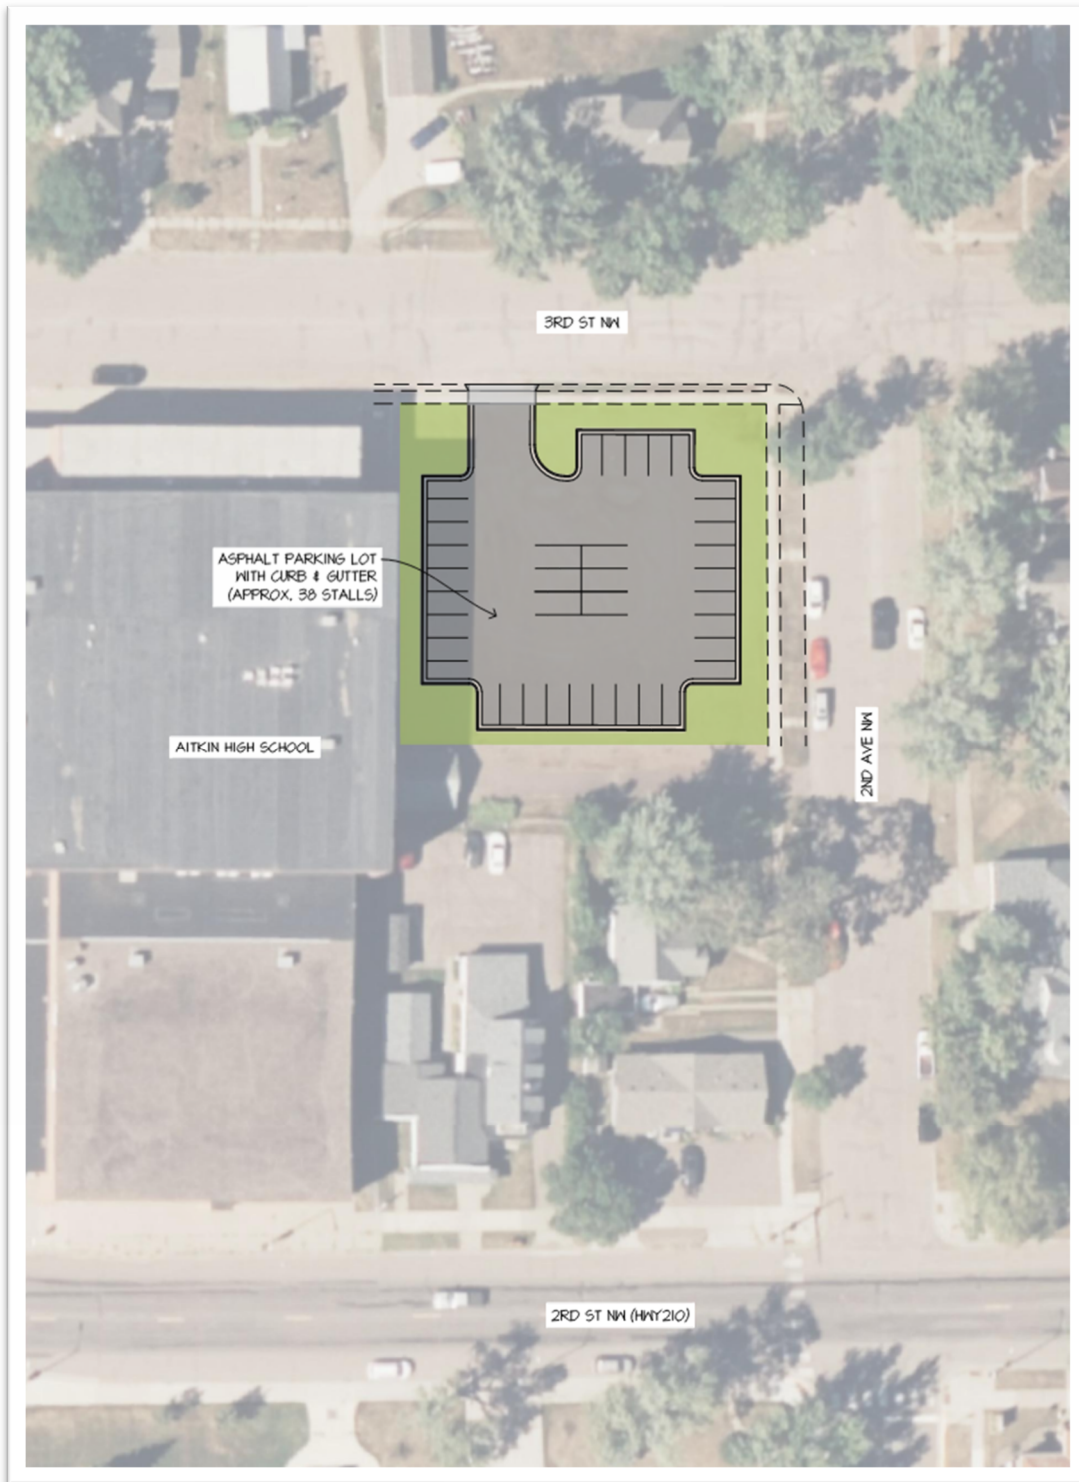 3RD ST NW
ASPHALT PARKING LOT
WITH CURB & GUTTER
(APPROX. 38 STALLS)
AITKIN HIGH SCHOOL
2ND AVE NW
2RD ST NW (HWY210)